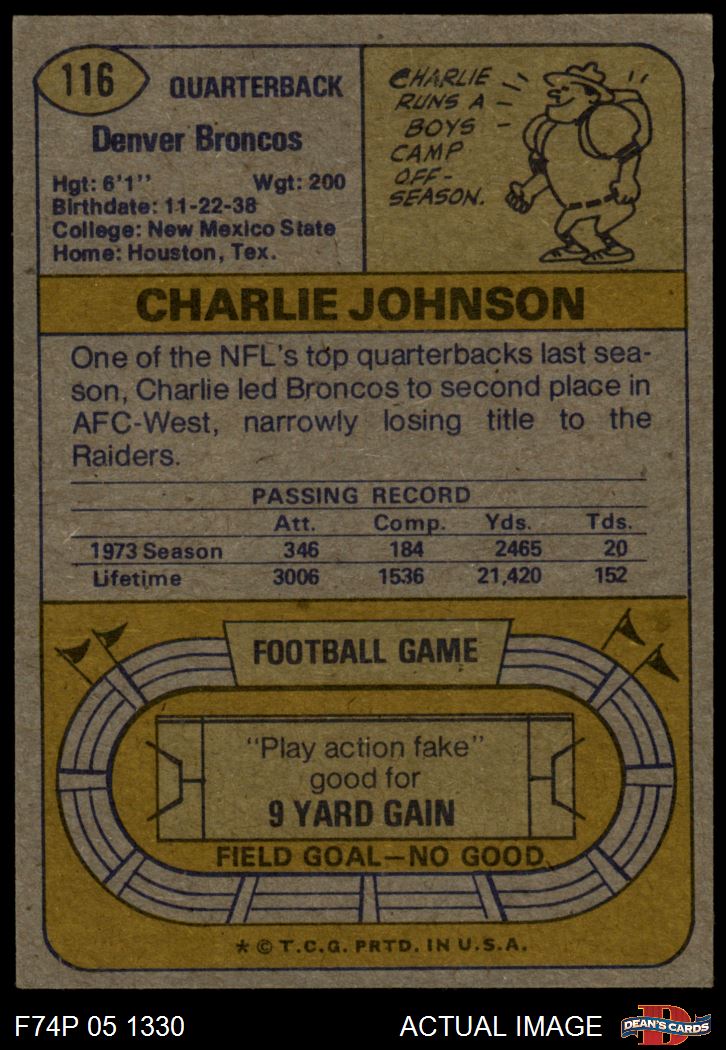 116
QUARTERBACK
Denver Broncos
Hgt: 6'1" Wgt: 200
Birthdate: 11-22-38
College: New Mexico State
Home: Houston, Tex.
CHARLIE
RUNS A
BOYS
CAMP
OFF-
SEASON.
CHARLIE JOHNSON
One of the NFL's top quarterbacks last sea-
son, Charlie led Broncos to second place in
AFC-West, narrowly losing title to the
Raiders.
PASSING RECORD
Att. Comp. Yds. Tds.
1973 Season 346 184 2465 20
Lifetime 3006 1536 21,420 152
FOOTBALL GAME
"Play action fake"
good for
9 YARD GAIN
FIELD GOAL—NO GOOD
* © T.C.G. PRTD. IN U.S.A.
F74P 05 1330 ACTUAL IMAGE
D
DEAN'S CARDS